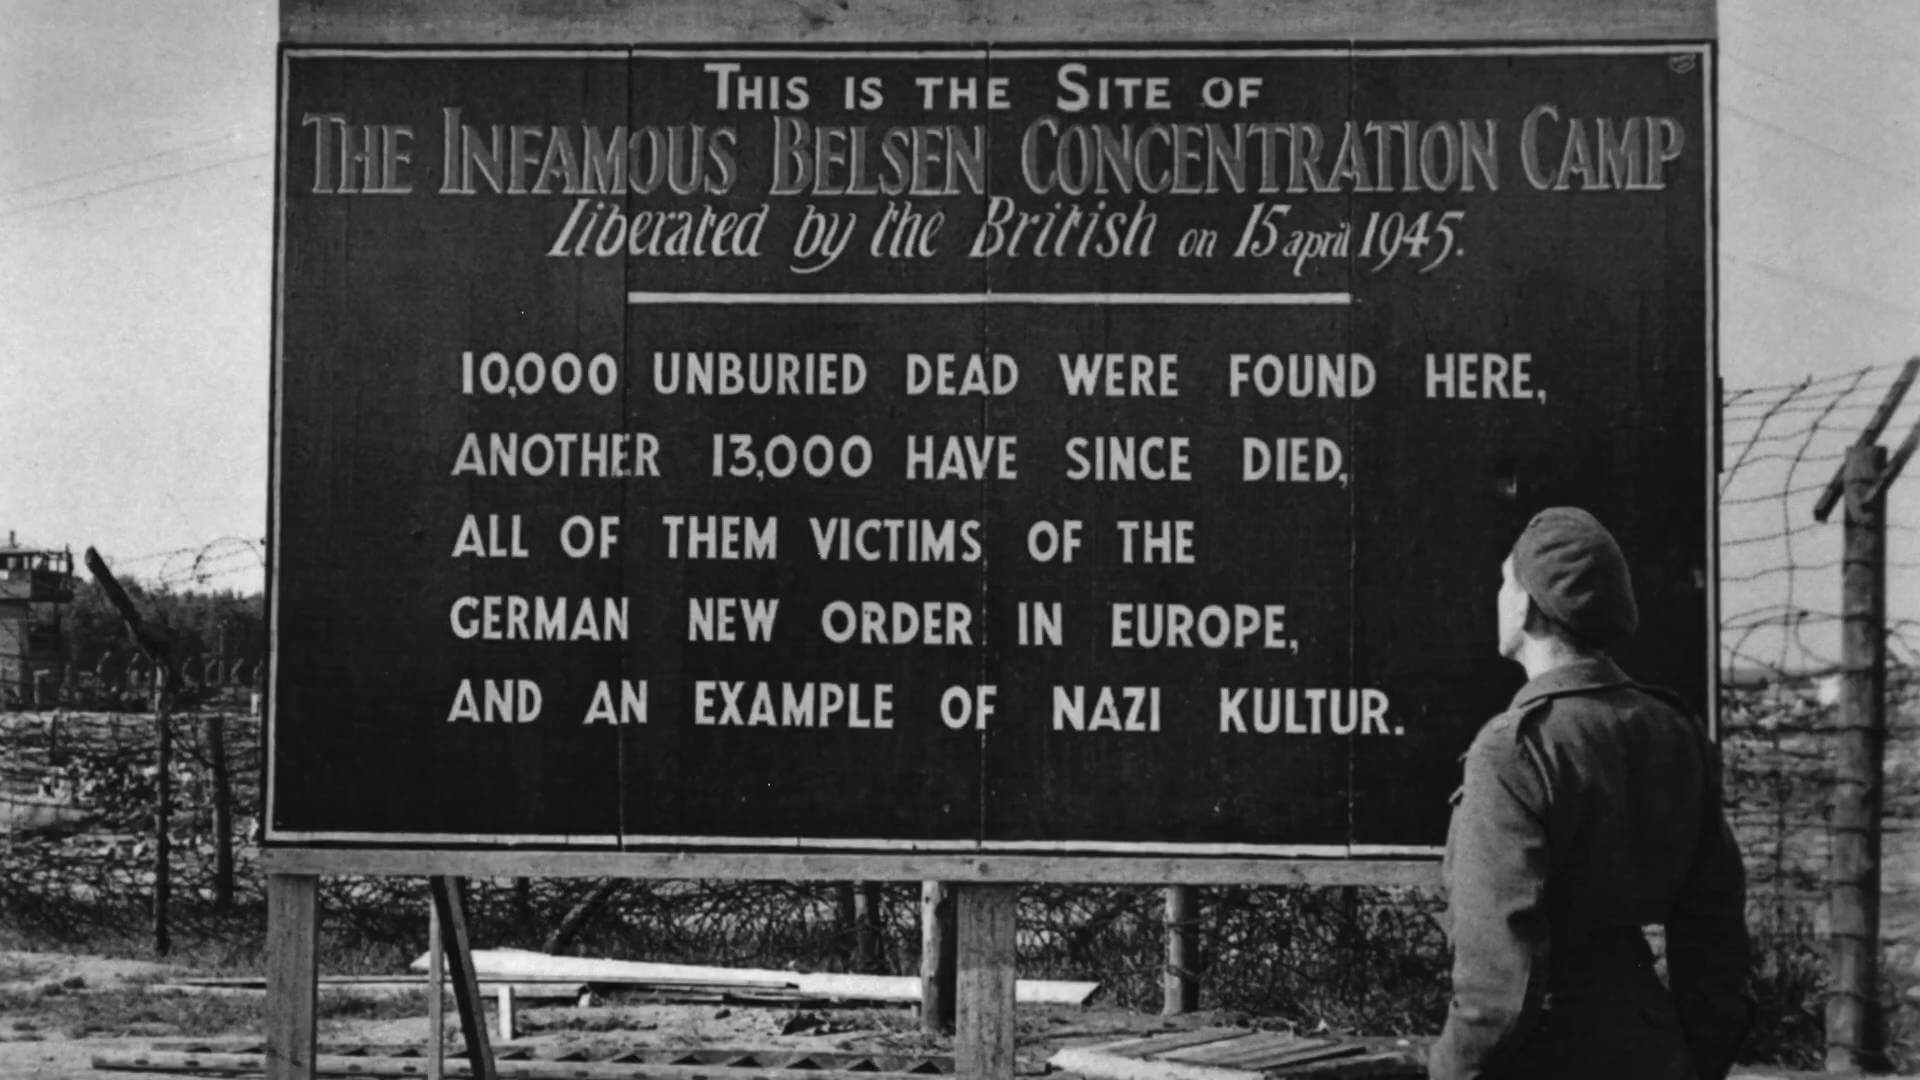 THIS IS THE SITE OF
THE INFAMOUS BELSEN CONCENTRATION CAMP
liberated by the British on 15 april 1945.
10,000 UNBURIED DEAD WERE FOUND HERE,
ANOTHER 13,000 HAVE SINCE DIED,
ALL OF THEM VICTIMS OF THE
GERMAN NEW ORDER IN EUROPE,
AND AN EXAMPLE OF NAZI KULTUR.